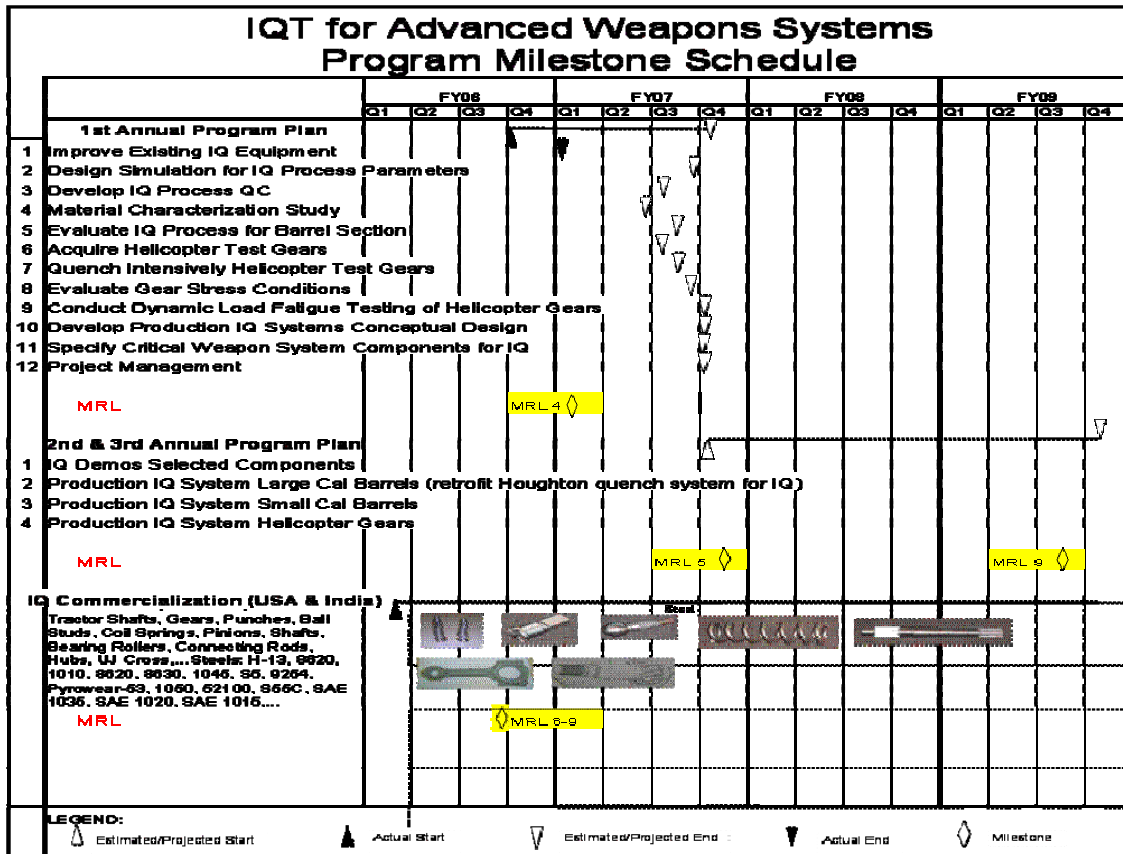 IQT for Advanced Weapons Systems
Program Milestone Schedule
FY06 FY07 FY08 FY09
Q1 Q2 Q3 Q4 Q1 Q2 Q3 Q4 Q1 Q2 Q3 Q4 Q1 Q2 Q3 Q4
1st Annual Program Plan
1 Improve Existing IQ Equipment
2 Design Simulation for IQ Process Parameters
3 Develop IQ Process QC
4 Material Characterization Study
5 Evaluate IQ Process for Barrel Section
6 Acquire Helicopter Test Gears
7 Quench Intensively Helicopter Test Gears
8 Evaluate Gear Stress Conditions
9 Conduct Dynamic Load Fatigue Testing of Helicopter Gears
10 Develop Production IQ Systems Conceptual Design
11 Specify Critical Weapon System Components for IQ
12 Project Management
MRL MRL 4
2nd & 3rd Annual Program Plan
1 IQ Demos Selected Components
2 Production IQ System Large Cal Barrels (retrofit Houghton quench system for IQ)
3 Production IQ System Small Cal Barrels
4 Production IQ System Helicopter Gears
MRL MRL 5 MRL 9
IQ Commercialization (USA & India)
Tractor Shafts, Gears, Punches, Ball
Studs, Coil Springs, Pinions, Shafts,
Bearing Rollers, Connecting Rods,
Hubs, UJ Cross,... Steels: H-13, 8620,
1010, 8620, 8630, 1045, S5, 9254,
Pyrowear-53, 1060, 52100, S55C, SAE
1035, SAE 1020, SAE 1015....
MRL MRL 8-9
LEGEND:
Estimated/Projected Start Actual Start Estimated/Projected End : Actual End Milestone